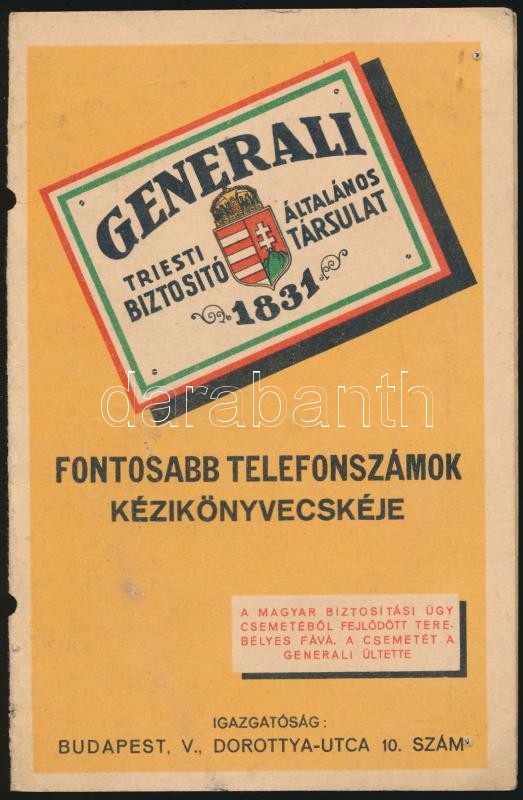 GENERALI
TRIESTI ÁLTALÁNOS
BIZTOSITÓ TÁRSULAT
1831
darabanth
FONTOSABB TELEFONSZÁMOK
KÉZIKÖNYVECSKÉJE
A MAGYAR BIZTOSÍTÁSI ÜGY
CSEMETÉBŐL FEJLŐDÖTT TERE-
BÉLYES FÁVÁ. A CSEMETÉT A
GENERALI ÜLTETTE
IGAZGATÓSÁG:
BUDAPEST, V., DOROTTYA-UTCA 10. SZÁM